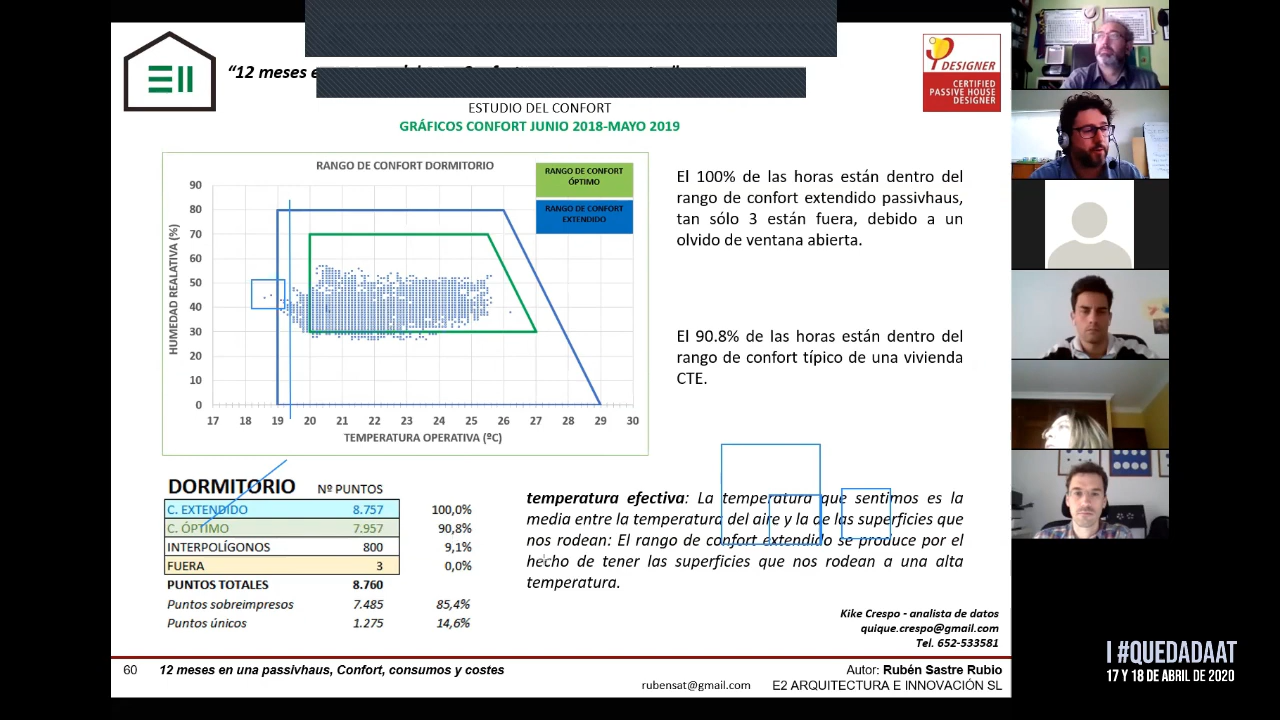 “12 meses e
ESTUDIO DEL CONFORT
GRÁFICOS CONFORT JUNIO 2018-MAYO 2019
DESIGNER
CERTIFIED
PASSIVE HOUSE
DESIGNER
RANGO DE CONFORT DORMITORIO
RANGO DE CONFORT
ÓPTIMO
RANGO DE CONFORT
EXTENDIDO
HUMEDAD REALATIVA (%)
90
80
70
60
50
40
30
20
10
0
17 18 19 20 21 22 23 24 25 26 27 28 29 30
TEMPERATURA OPERATIVA (ºC)
El 100% de las horas están dentro del
rango de confort extendido passivhaus,
tan sólo 3 están fuera, debido a un
olvido de ventana abierta.
El 90.8% de las horas están dentro del
rango de confort típico de una vivienda
CTE.
DORMITORIO Nº PUNTOS
C. EXTENDIDO 8.757 100,0%
C. ÓPTIMO 7.957 90,8%
INTERPOLÍGONOS 800 9,1%
FUERA 3 0,0%
PUNTOS TOTALES 8.760
Puntos sobreimpresos 7.485 85,4%
Puntos únicos 1.275 14,6%
temperatura efectiva: La temperatura que sentimos es la
media entre la temperatura del aire y la de las superficies que
nos rodean: El rango de confort extendido se produce por el
hecho de tener las superficies que nos rodean a una alta
temperatura.
Kike Crespo - analista de datos
quique.crespo@gmail.com
Tel. 652-533581
60 12 meses en una passivhaus, Confort, consumos y costes
Autor: Rubén Sastre Rubio
rubensat@gmail.com E2 ARQUITECTURA E INNOVACIÓN SL
I #QUEDADAAT
17 Y 18 DE ABRIL DE 2020